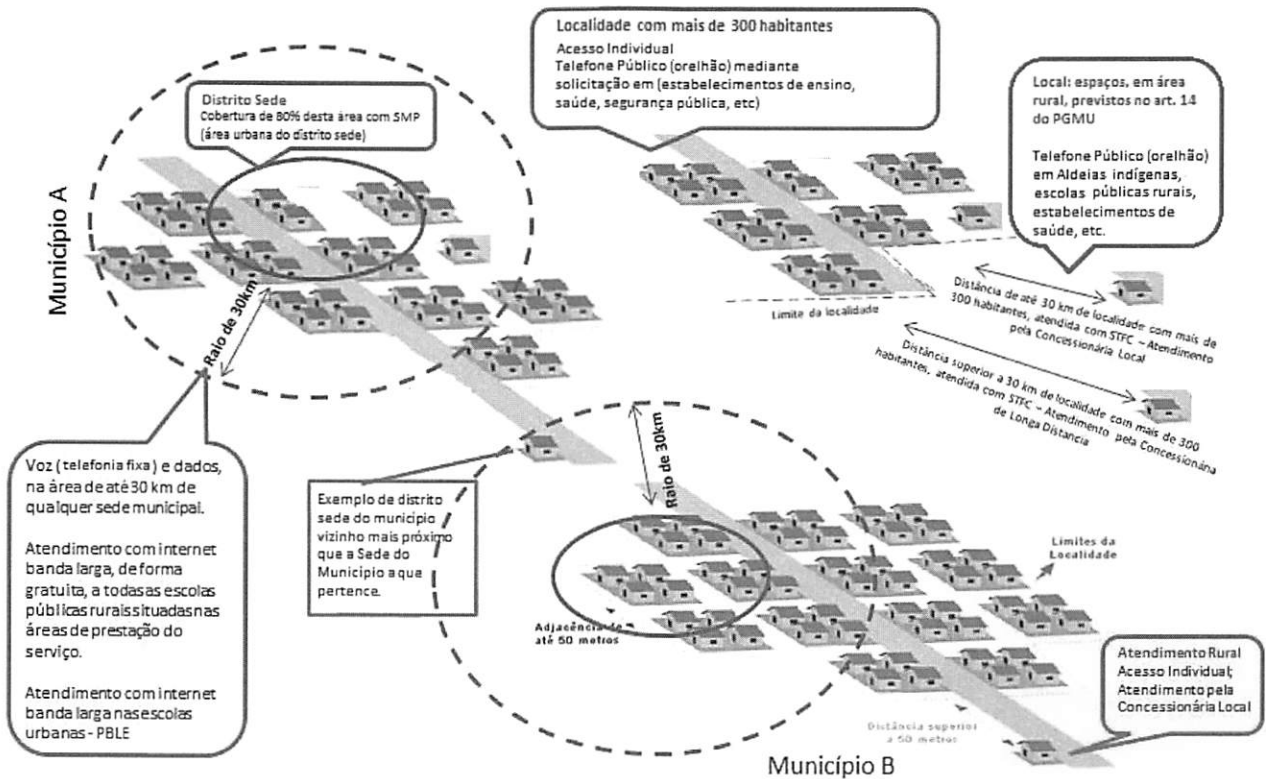 Localidade com mais de 300 habitantes
Acesso Individual
Telefone Público (orelhão) mediante
solicitação em (estabelecimentos de ensino,
saúde, segurança pública, etc)
Local: espaços, em área
rural, previstos no art. 14
do PGMU
Telefone Público (orelhão)
em Aldeias indígenas,
escolas públicas rurais,
estabelecimentos de
saúde, etc.
Distrito Sede
Cobertura de 80% desta área com SMP
(área urbana do distrito sede)
Município A
Raio de 30km
Limite da localidade
Distância de até 30 km de localidade com mais de
300 habitantes, atendida com STFC – Atendimento
pela Concessionária Local
Distância superior a 30 km de localidade com mais de 300
habitantes, atendida com STFC – Atendimento pela Concessionária
de Longa Distancia
Voz (telefonia fixa) e dados,
na área de até 30 km de
qualquer sede municipal.
Atendimento com internet
banda larga, de forma
gratuita, a todas as escolas
públicas rurais situadas nas
áreas de prestação do
serviço.
Atendimento com internet
banda larga nas escolas
urbanas - PBLE
Exemplo de distrito
sede do município
vizinho mais próximo
que a Sede do
Município a que
pertence.
Raio de 30km
Limites da
Localidade
Adjacência de
até 50 metros
Distância superior
a 50 metros
Atendimento Rural
Acesso Individual;
Atendimento pela
Concessionária Local
Município B